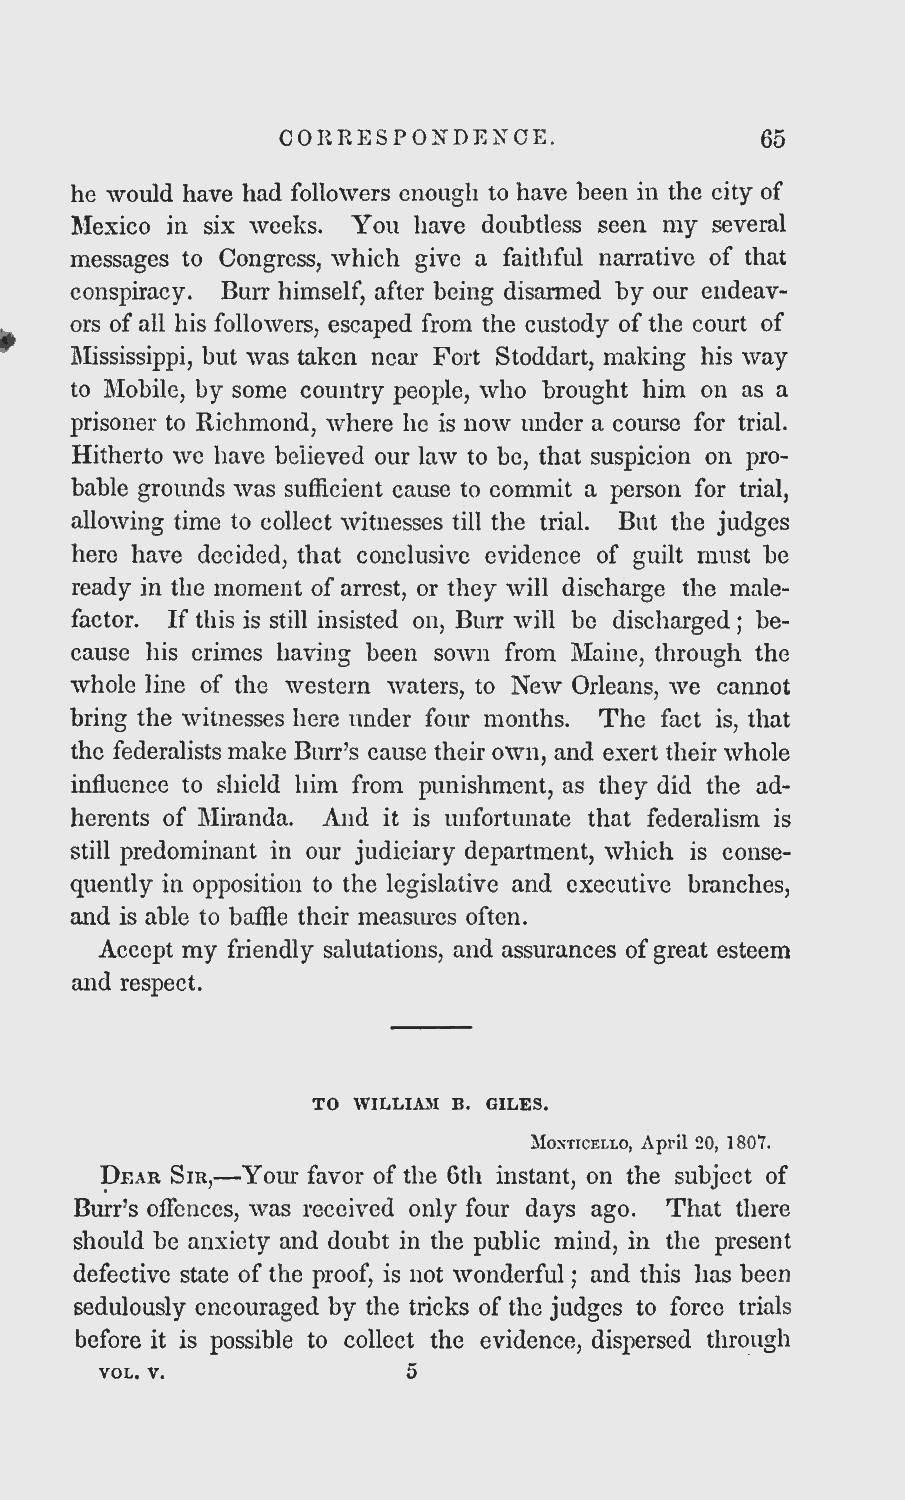 CORRESPONDENCE. 65
he would have had followers enough to have been in the city of
Mexico in six weeks. You have doubtless seen my several
messages to Congress, which give a faithful narrative of that
conspiracy. Burr himself, after being disarmed by our endeav-
ors of all his followers, escaped from the custody of the court of
Mississippi, but was taken near Fort Stoddart, making his way
to Mobile, by some country people, who brought him on as a
prisoner to Richmond, where he is now under a course for trial.
Hitherto we have believed our law to be, that suspicion on pro-
bable grounds was sufficient cause to commit a person for trial,
allowing time to collect witnesses till the trial. But the judges
here have decided, that conclusive evidence of guilt must be
ready in the moment of arrest, or they will discharge the male-
factor. If this is still insisted on, Burr will be discharged; be-
cause his crimes having been sown from Maine, through the
whole line of the western waters, to New Orleans, we cannot
bring the witnesses here under four months. The fact is, that
the federalists make Burr's cause their own, and exert their whole
influence to shield him from punishment, as they did the ad-
herents of Miranda. And it is unfortunate that federalism is
still predominant in our judiciary department, which is conse-
quently in opposition to the legislative and executive branches,
and is able to baffle their measures often.
Accept my friendly salutations, and assurances of great esteem
and respect.
TO WILLIAM B. GILES.
Monticello, April 20, 1807.
Dear Sir,—Your favor of the 6th instant, on the subject of
Burr's offences, was received only four days ago. That there
should be anxiety and doubt in the public mind, in the present
defective state of the proof, is not wonderful; and this has been
sedulously encouraged by the tricks of the judges to force trials
before it is possible to collect the evidence, dispersed through
VOL. V. 5